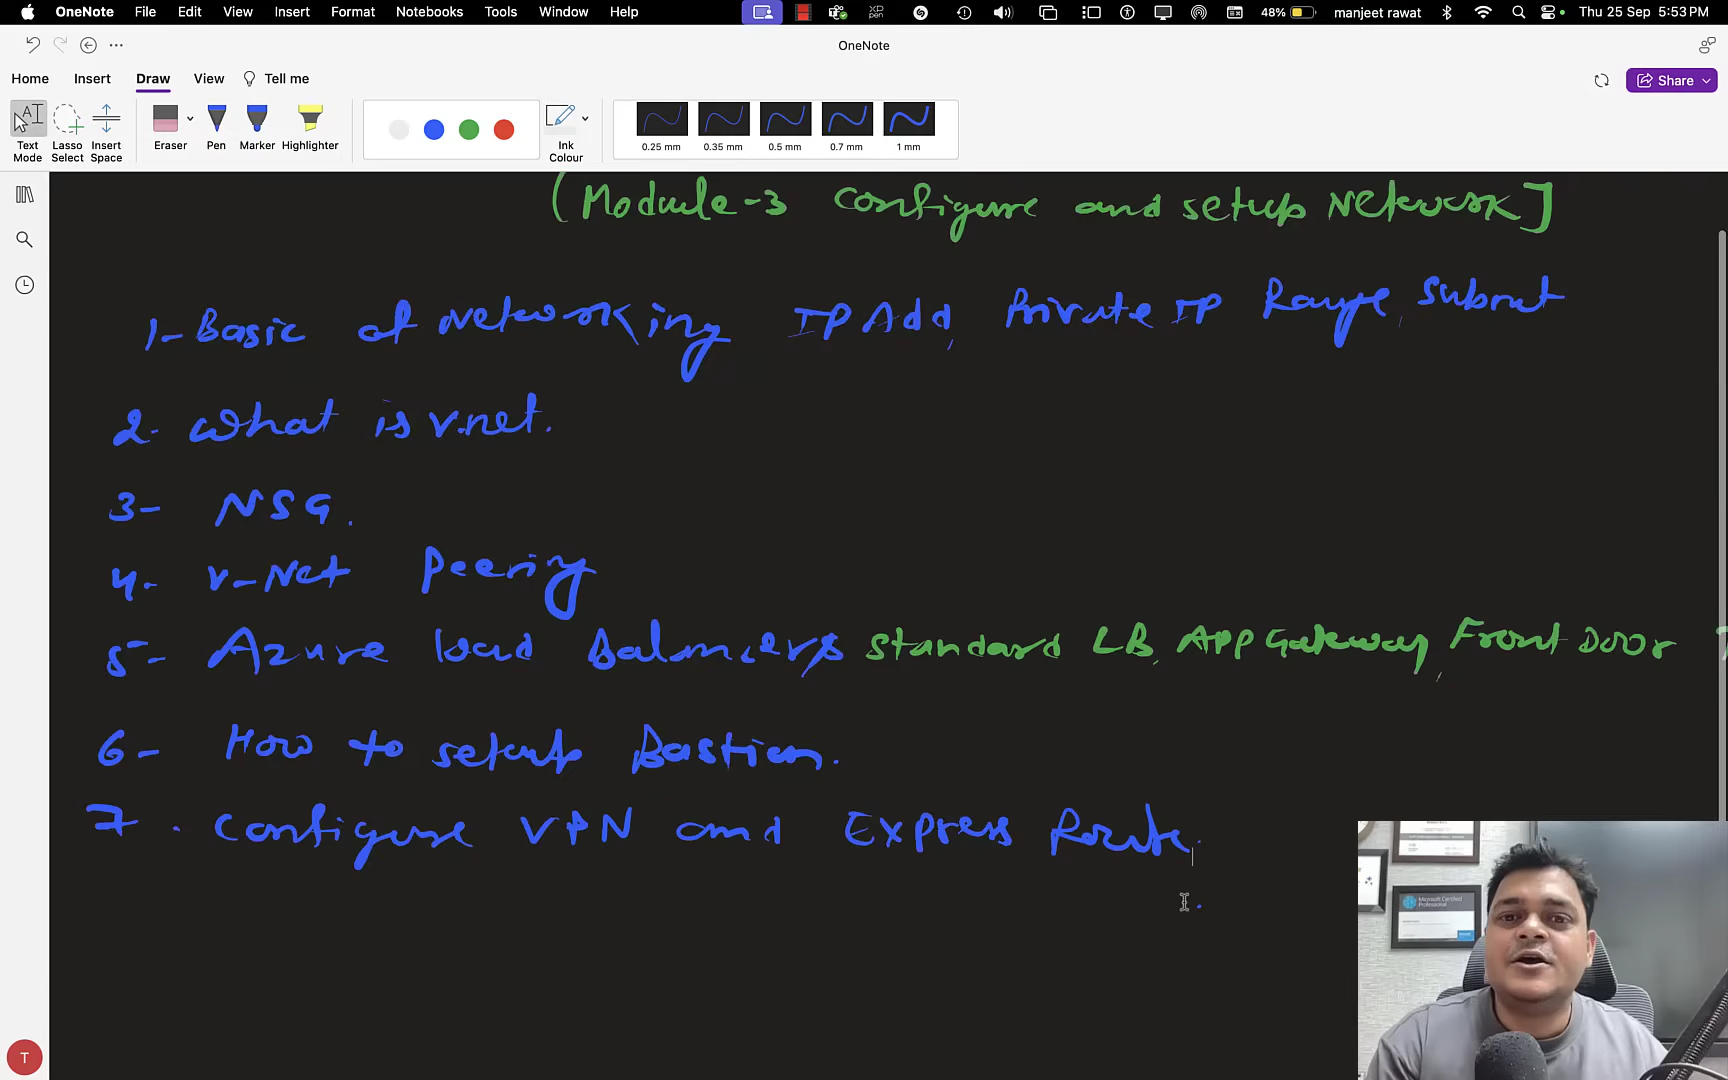 OneNote File Edit View Insert Format Notebooks Tools Window Help 48% manjeet rawat Thu 25 Sep 5:53 PM
OneNote
Home Insert Draw View Tell me Share
Text Mode Lasso Select Insert Space Eraser Pen Marker Highlighter Ink Colour 0.25 mm 0.35 mm 0.5 mm 0.7 mm 1 mm
(Module-3 Configure and setup Network]
1- Basic of Networking IP Add, Private IP Range, Subnet
2- What is v.net.
3- NSG.
4- V-Net Peering
5- Azure Load Balancers Standard LB, APP Gateway, Front Door
6- How to setup Bastion.
7. Configure VPN and Express Route.
Microsoft Certified
Professional
T